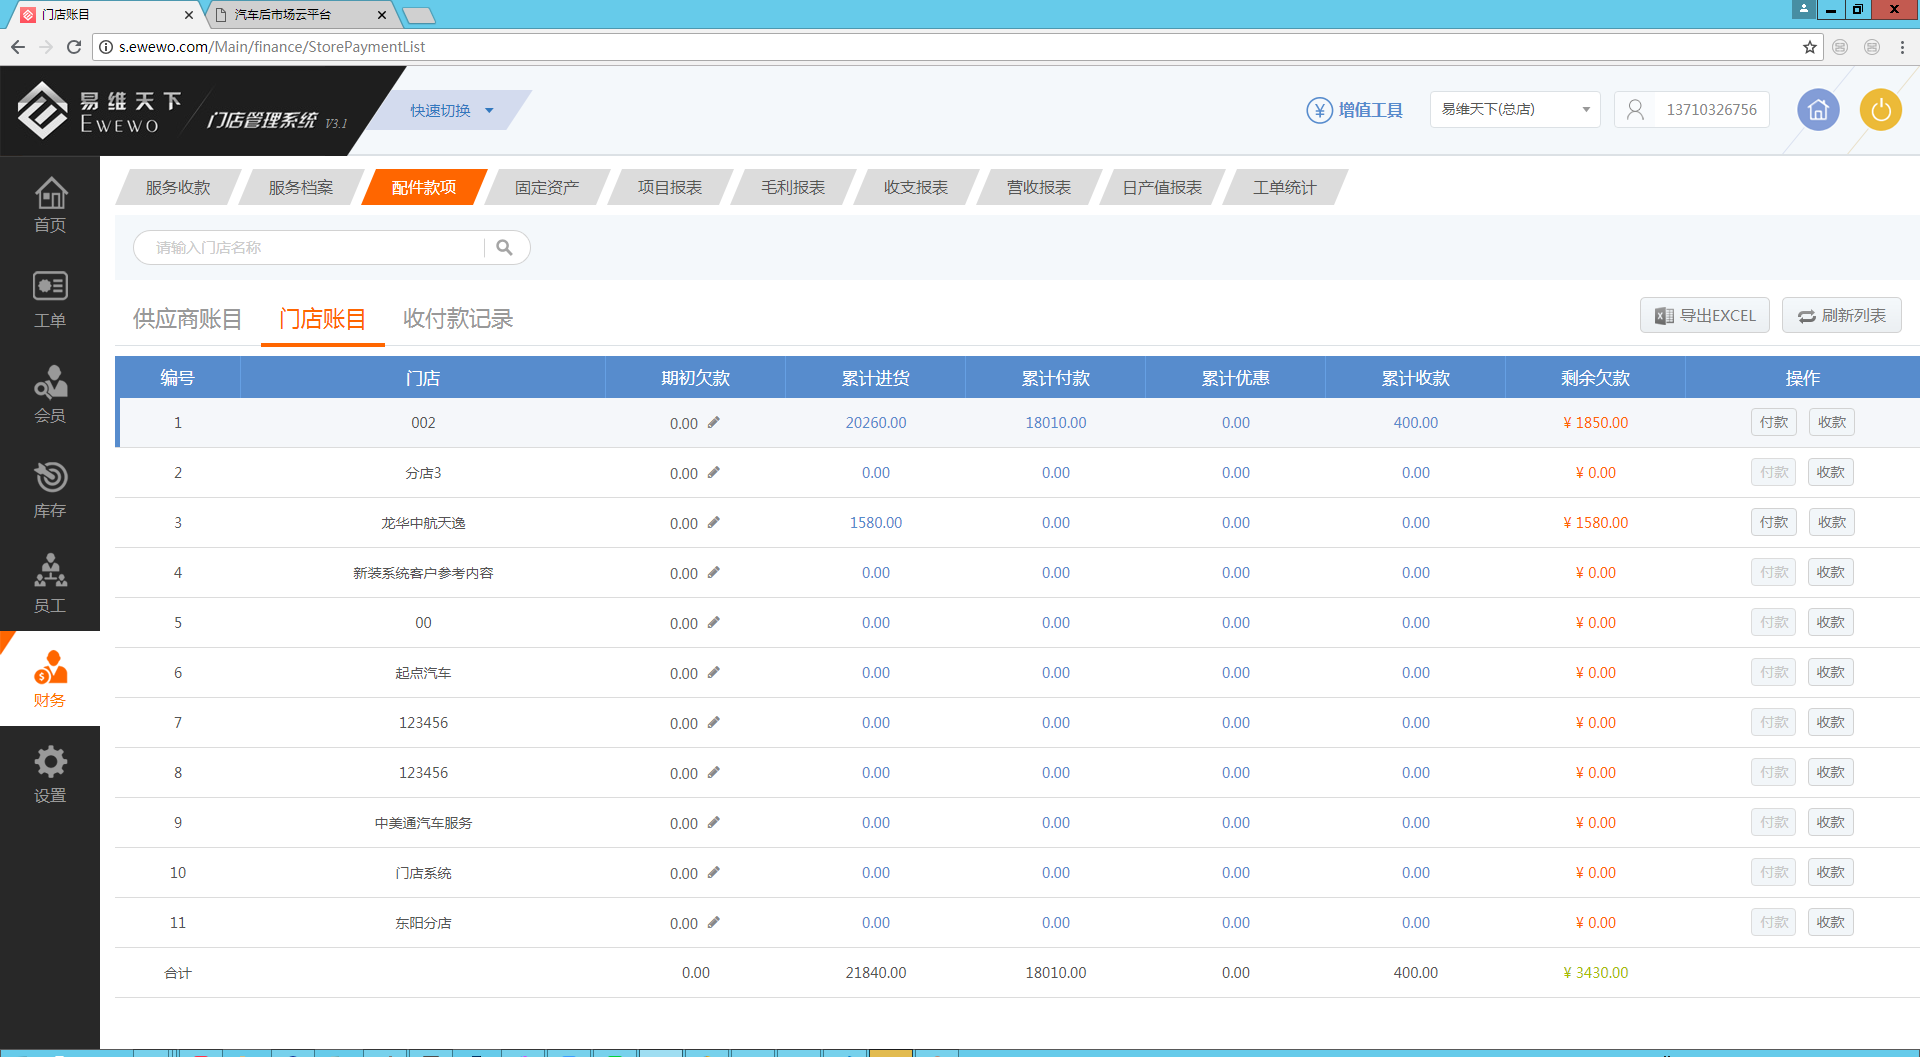 门店账目
汽车后市场云平台
s.ewewo.com/Main/finance/StorePaymentList
易维天下
EWEWO
门店管理系统 V3.1
快速切换
增值工具
易维天下(总店)
13710326756
首页
工单
会员
库存
员工
财务
设置
服务收款 服务档案 配件款项 固定资产 项目报表 毛利报表 收支报表 营收报表 日产值报表 工单统计
请输入门店名称
供应商账目 门店账目 收付款记录
导出EXCEL 刷新列表
编号 门店 期初欠款 累计进货 累计付款 累计优惠 累计收款 剩余欠款 操作
1 002 0.00 20260.00 18010.00 0.00 400.00 ¥ 1850.00 付款 收款
2 分店3 0.00 0.00 0.00 0.00 0.00 ¥ 0.00 付款 收款
3 龙华中航天逸 0.00 1580.00 0.00 0.00 0.00 ¥ 1580.00 付款 收款
4 新装系统客户参考内容 0.00 0.00 0.00 0.00 0.00 ¥ 0.00 付款 收款
5 00 0.00 0.00 0.00 0.00 0.00 ¥ 0.00 付款 收款
6 起点汽车 0.00 0.00 0.00 0.00 0.00 ¥ 0.00 付款 收款
7 123456 0.00 0.00 0.00 0.00 0.00 ¥ 0.00 付款 收款
8 123456 0.00 0.00 0.00 0.00 0.00 ¥ 0.00 付款 收款
9 中美通汽车服务 0.00 0.00 0.00 0.00 0.00 ¥ 0.00 付款 收款
10 门店系统 0.00 0.00 0.00 0.00 0.00 ¥ 0.00 付款 收款
11 东阳分店 0.00 0.00 0.00 0.00 0.00 ¥ 0.00 付款 收款
合计 0.00 21840.00 18010.00 0.00 400.00 ¥ 3430.00